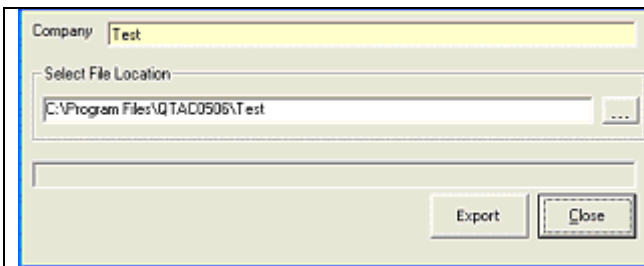 Company Test
Select File Location
C:\Program Files\QTAC0506\Test ...
Export Close